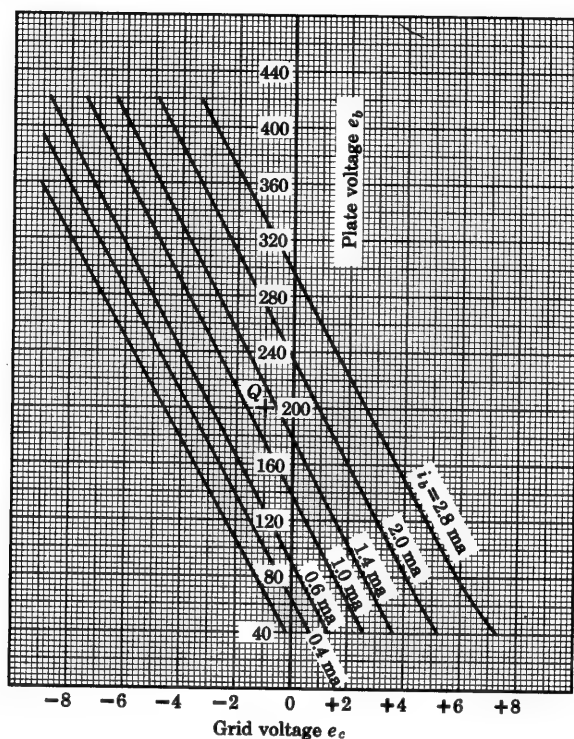 440
400
360
320
280
240
200
160
120
80
40
Plate voltage e_b
Q
i_b = 2.8 ma
2.0 ma
1.4 ma
1.0 ma
0.6 ma
0.4 ma
−8 −6 −4 −2 0 +2 +4 +6 +8
Grid voltage e_c